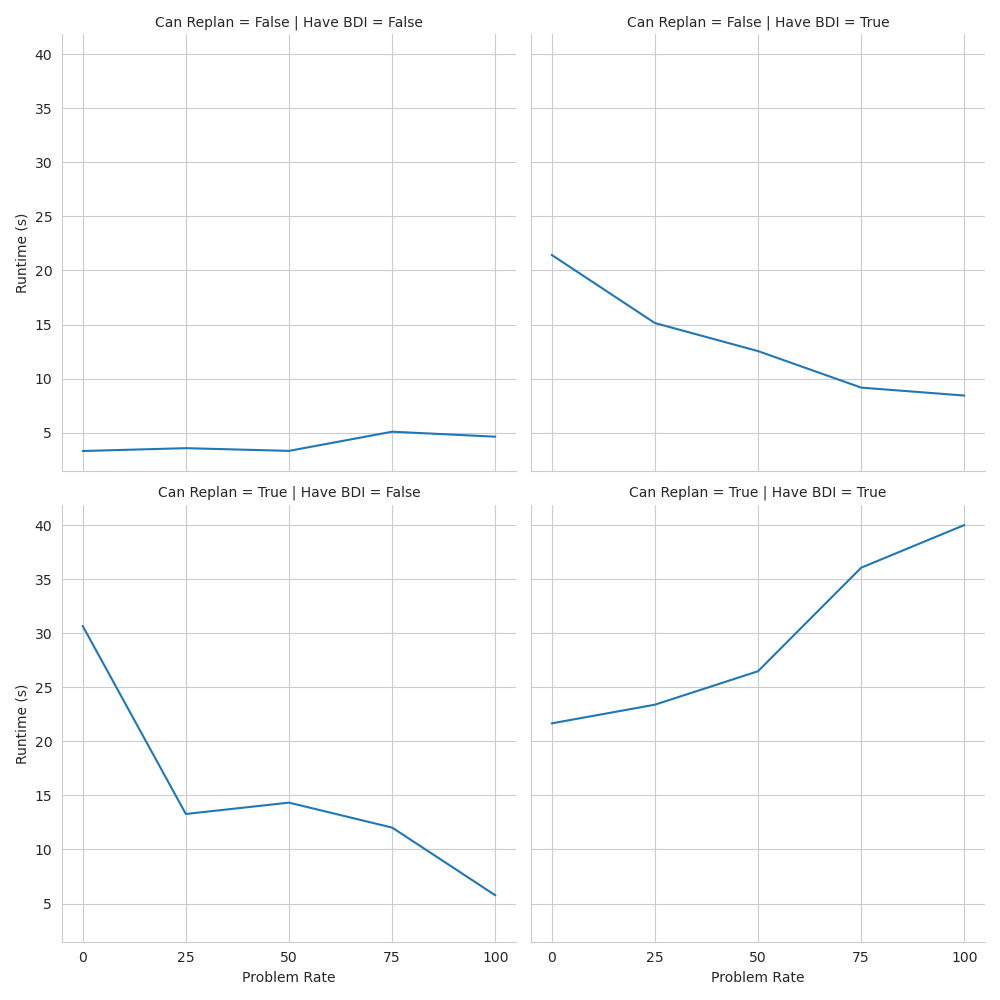 Can Replan = False | Have BDI = False
Can Replan = False | Have BDI = True
40
35
30
25
20
15
10
5
Runtime (s)
Can Replan = True | Have BDI = False
Can Replan = True | Have BDI = True
40
35
30
25
20
15
10
5
Runtime (s)
0 25 50 75 100
0 25 50 75 100
Problem Rate
Problem Rate